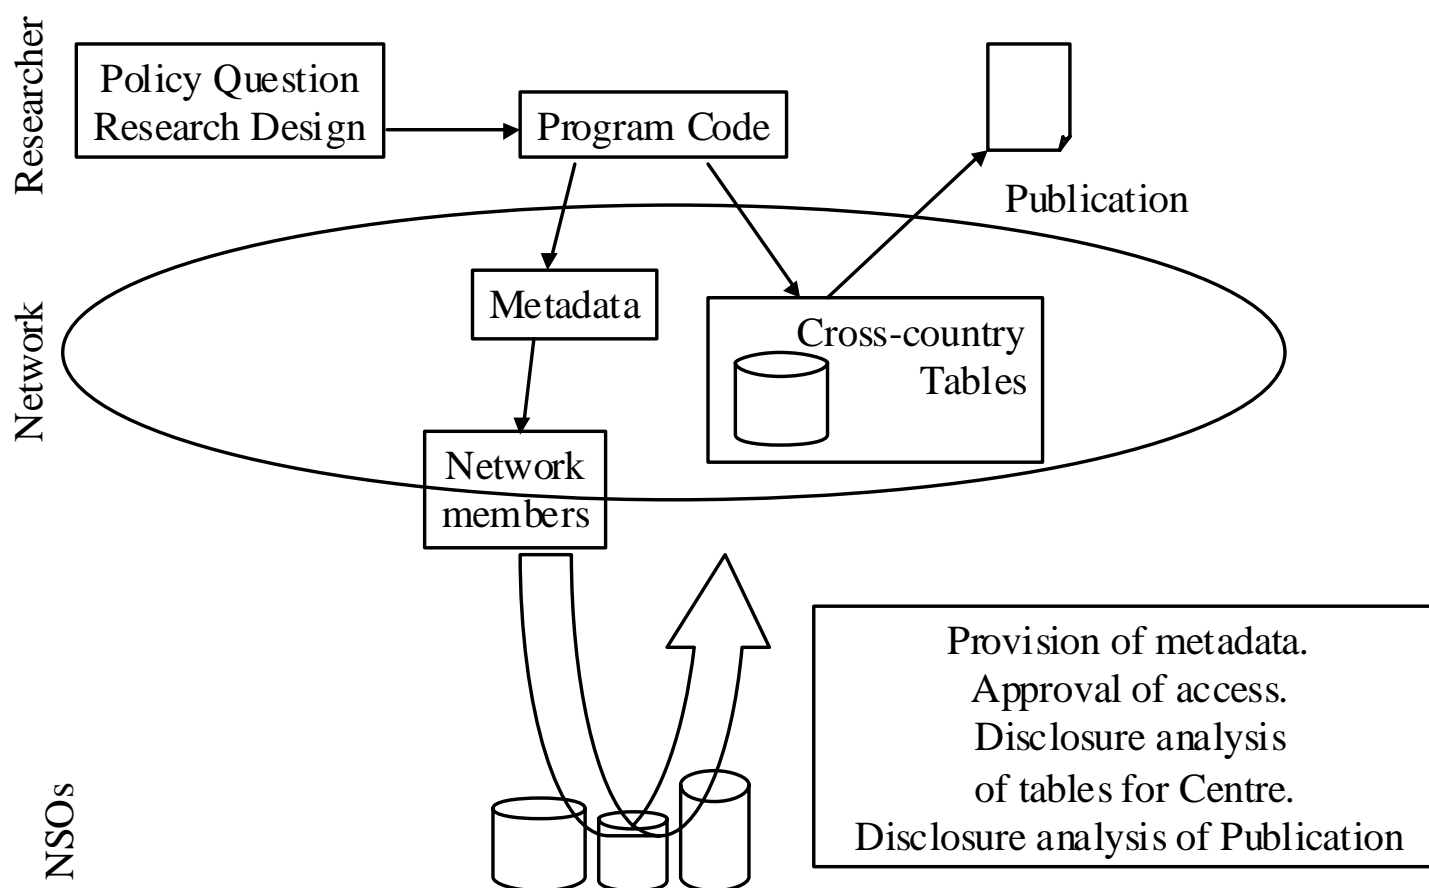 Researcher
Policy Question
Research Design
Program Code
Publication
Network
Metadata
Cross-country
Tables
Network
members
NSOs
Provision of metadata.
Approval of access.
Disclosure analysis
of tables for Centre.
Disclosure analysis of Publication